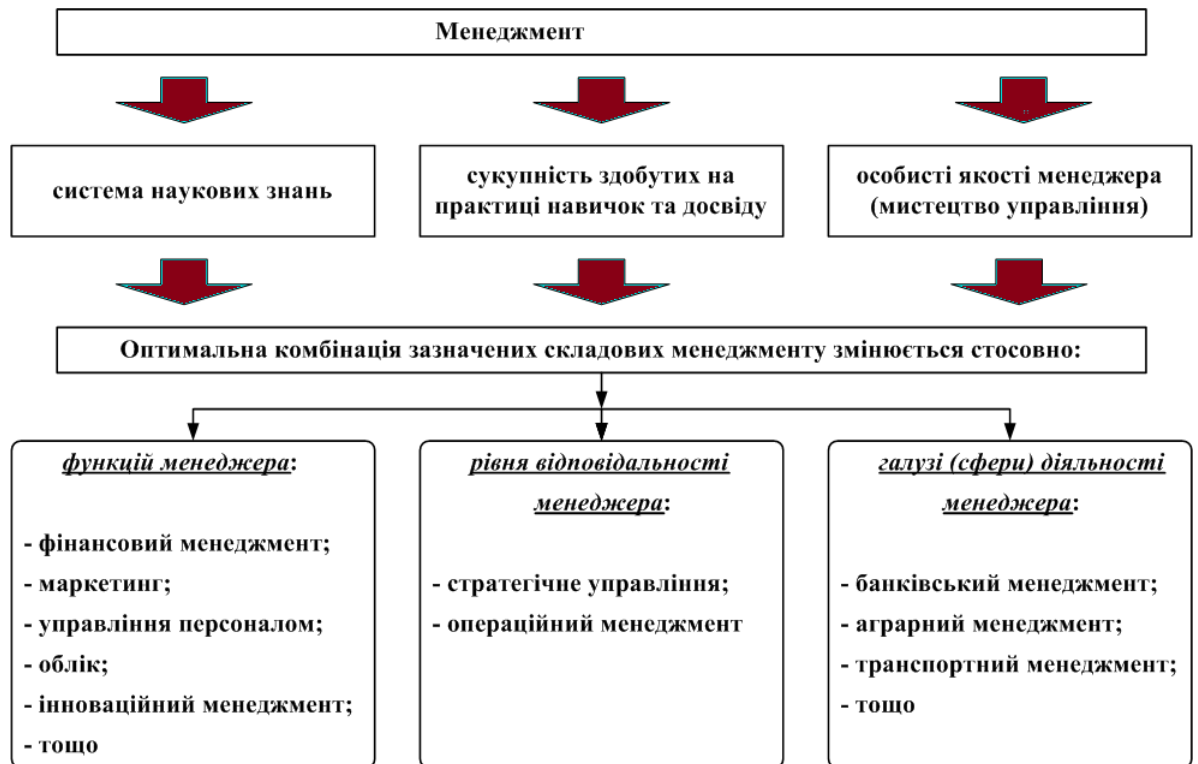 Менеджмент
система наукових знань
сукупність здобутих на
практиці навичок та досвіду
особисті якості менеджера
(мистецтво управління)
Оптимальна комбінація зазначених складових менеджменту змінюється стосовно:
функцій менеджера:
- фінансовий менеджмент;
- маркетинг;
- управління персоналом;
- облік;
- інноваційний менеджмент;
- тощо
рівня відповідальності
менеджера:
- стратегічне управління;
- операційний менеджмент
галузі (сфери) діяльності
менеджера:
- банківський менеджмент;
- аграрний менеджмент;
- транспортний менеджмент;
- тощо